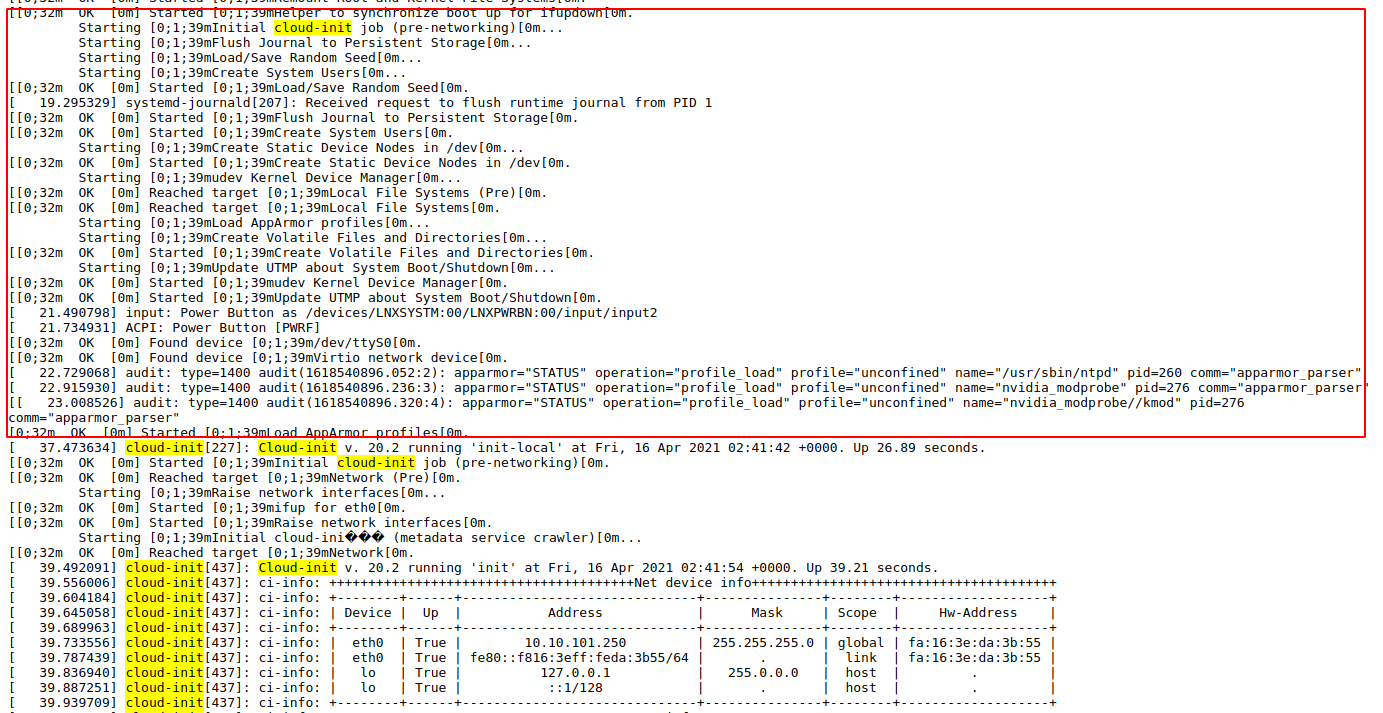 [[0;32m  OK  [0m] Started [0;1;39mRemount Root and Kernel File Systems[0m.
[[0;32m  OK  [0m] Started [0;1;39mHelper to synchronize boot up for ifupdown[0m.
         Starting [0;1;39mInitial cloud-init job (pre-networking)[0m...
         Starting [0;1;39mFlush Journal to Persistent Storage[0m...
         Starting [0;1;39mLoad/Save Random Seed[0m...
         Starting [0;1;39mCreate System Users[0m...
[[0;32m  OK  [0m] Started [0;1;39mLoad/Save Random Seed[0m.
[   19.295329] systemd-journald[207]: Received request to flush runtime journal from PID 1
[[0;32m  OK  [0m] Started [0;1;39mFlush Journal to Persistent Storage[0m.
[[0;32m  OK  [0m] Started [0;1;39mCreate System Users[0m.
         Starting [0;1;39mCreate Static Device Nodes in /dev[0m...
[[0;32m  OK  [0m] Started [0;1;39mCreate Static Device Nodes in /dev[0m.
         Starting [0;1;39mudev Kernel Device Manager[0m...
[[0;32m  OK  [0m] Reached target [0;1;39mLocal File Systems (Pre)[0m.
[[0;32m  OK  [0m] Reached target [0;1;39mLocal File Systems[0m.
         Starting [0;1;39mLoad AppArmor profiles[0m...
         Starting [0;1;39mCreate Volatile Files and Directories[0m...
[[0;32m  OK  [0m] Started [0;1;39mCreate Volatile Files and Directories[0m.
         Starting [0;1;39mUpdate UTMP about System Boot/Shutdown[0m...
[[0;32m  OK  [0m] Started [0;1;39mudev Kernel Device Manager[0m.
[[0;32m  OK  [0m] Started [0;1;39mUpdate UTMP about System Boot/Shutdown[0m.
[   21.490798] input: Power Button as /devices/LNXSYSTM:00/LNXPWRBN:00/input/input2
[   21.734931] ACPI: Power Button [PWRF]
[[0;32m  OK  [0m] Found device [0;1;39m/dev/ttyS0[0m.
[[0;32m  OK  [0m] Found device [0;1;39mVirtio network device[0m.
[   22.729068] audit: type=1400 audit(1618540896.052:2): apparmor="STATUS" operation="profile_load" profile="unconfined" name="/usr/sbin/ntpd" pid=260 comm="apparmor_parser"
[   22.915930] audit: type=1400 audit(1618540896.236:3): apparmor="STATUS" operation="profile_load" profile="unconfined" name="nvidia_modprobe" pid=276 comm="apparmor_parser"
[[   23.008526] audit: type=1400 audit(1618540896.320:4): apparmor="STATUS" operation="profile_load" profile="unconfined" name="nvidia_modprobe//kmod" pid=276
comm="apparmor_parser"
[0;32m  OK  [0m] Started [0;1;39mLoad AppArmor profiles[0m.
[   37.473634] cloud-init[227]: Cloud-init v. 20.2 running 'init-local' at Fri, 16 Apr 2021 02:41:42 +0000. Up 26.89 seconds.
[[0;32m  OK  [0m] Started [0;1;39mInitial cloud-init job (pre-networking)[0m.
[[0;32m  OK  [0m] Reached target [0;1;39mNetwork (Pre)[0m.
         Starting [0;1;39mRaise network interfaces[0m...
[[0;32m  OK  [0m] Started [0;1;39mifup for eth0[0m.
[[0;32m  OK  [0m] Started [0;1;39mRaise network interfaces[0m.
         Starting [0;1;39mInitial cloud-ini��� (metadata service crawler)[0m...
[[0;32m  OK  [0m] Reached target [0;1;39mNetwork[0m.
[   39.492091] cloud-init[437]: Cloud-init v. 20.2 running 'init' at Fri, 16 Apr 2021 02:41:54 +0000. Up 39.21 seconds.
[   39.556006] cloud-init[437]: ci-info: +++++++++++++++++++++++++++++++++++++++Net device info+++++++++++++++++++++++++++++++++++++++
[   39.604184] cloud-init[437]: ci-info: +--------+------+------------------------------+---------------+--------+-------------------+
[   39.645058] cloud-init[437]: ci-info: | Device |  Up  |           Address            |      Mask     | Scope  |     Hw-Address    |
[   39.689963] cloud-init[437]: ci-info: +--------+------+------------------------------+---------------+--------+-------------------+
[   39.733556] cloud-init[437]: ci-info: |  eth0  | True |        10.10.101.250         | 255.255.255.0 | global | fa:16:3e:da:3b:55 |
[   39.787439] cloud-init[437]: ci-info: |  eth0  | True | fe80::f816:3eff:feda:3b55/64 |       .       |  link  | fa:16:3e:da:3b:55 |
[   39.836940] cloud-init[437]: ci-info: |   lo   | True |          127.0.0.1           |   255.0.0.0   |  host  |         .         |
[   39.887251] cloud-init[437]: ci-info: |   lo   | True |           ::1/128            |       .       |  host  |         .         |
[   39.939709] cloud-init[437]: ci-info: +--------+------+------------------------------+---------------+--------+-------------------+